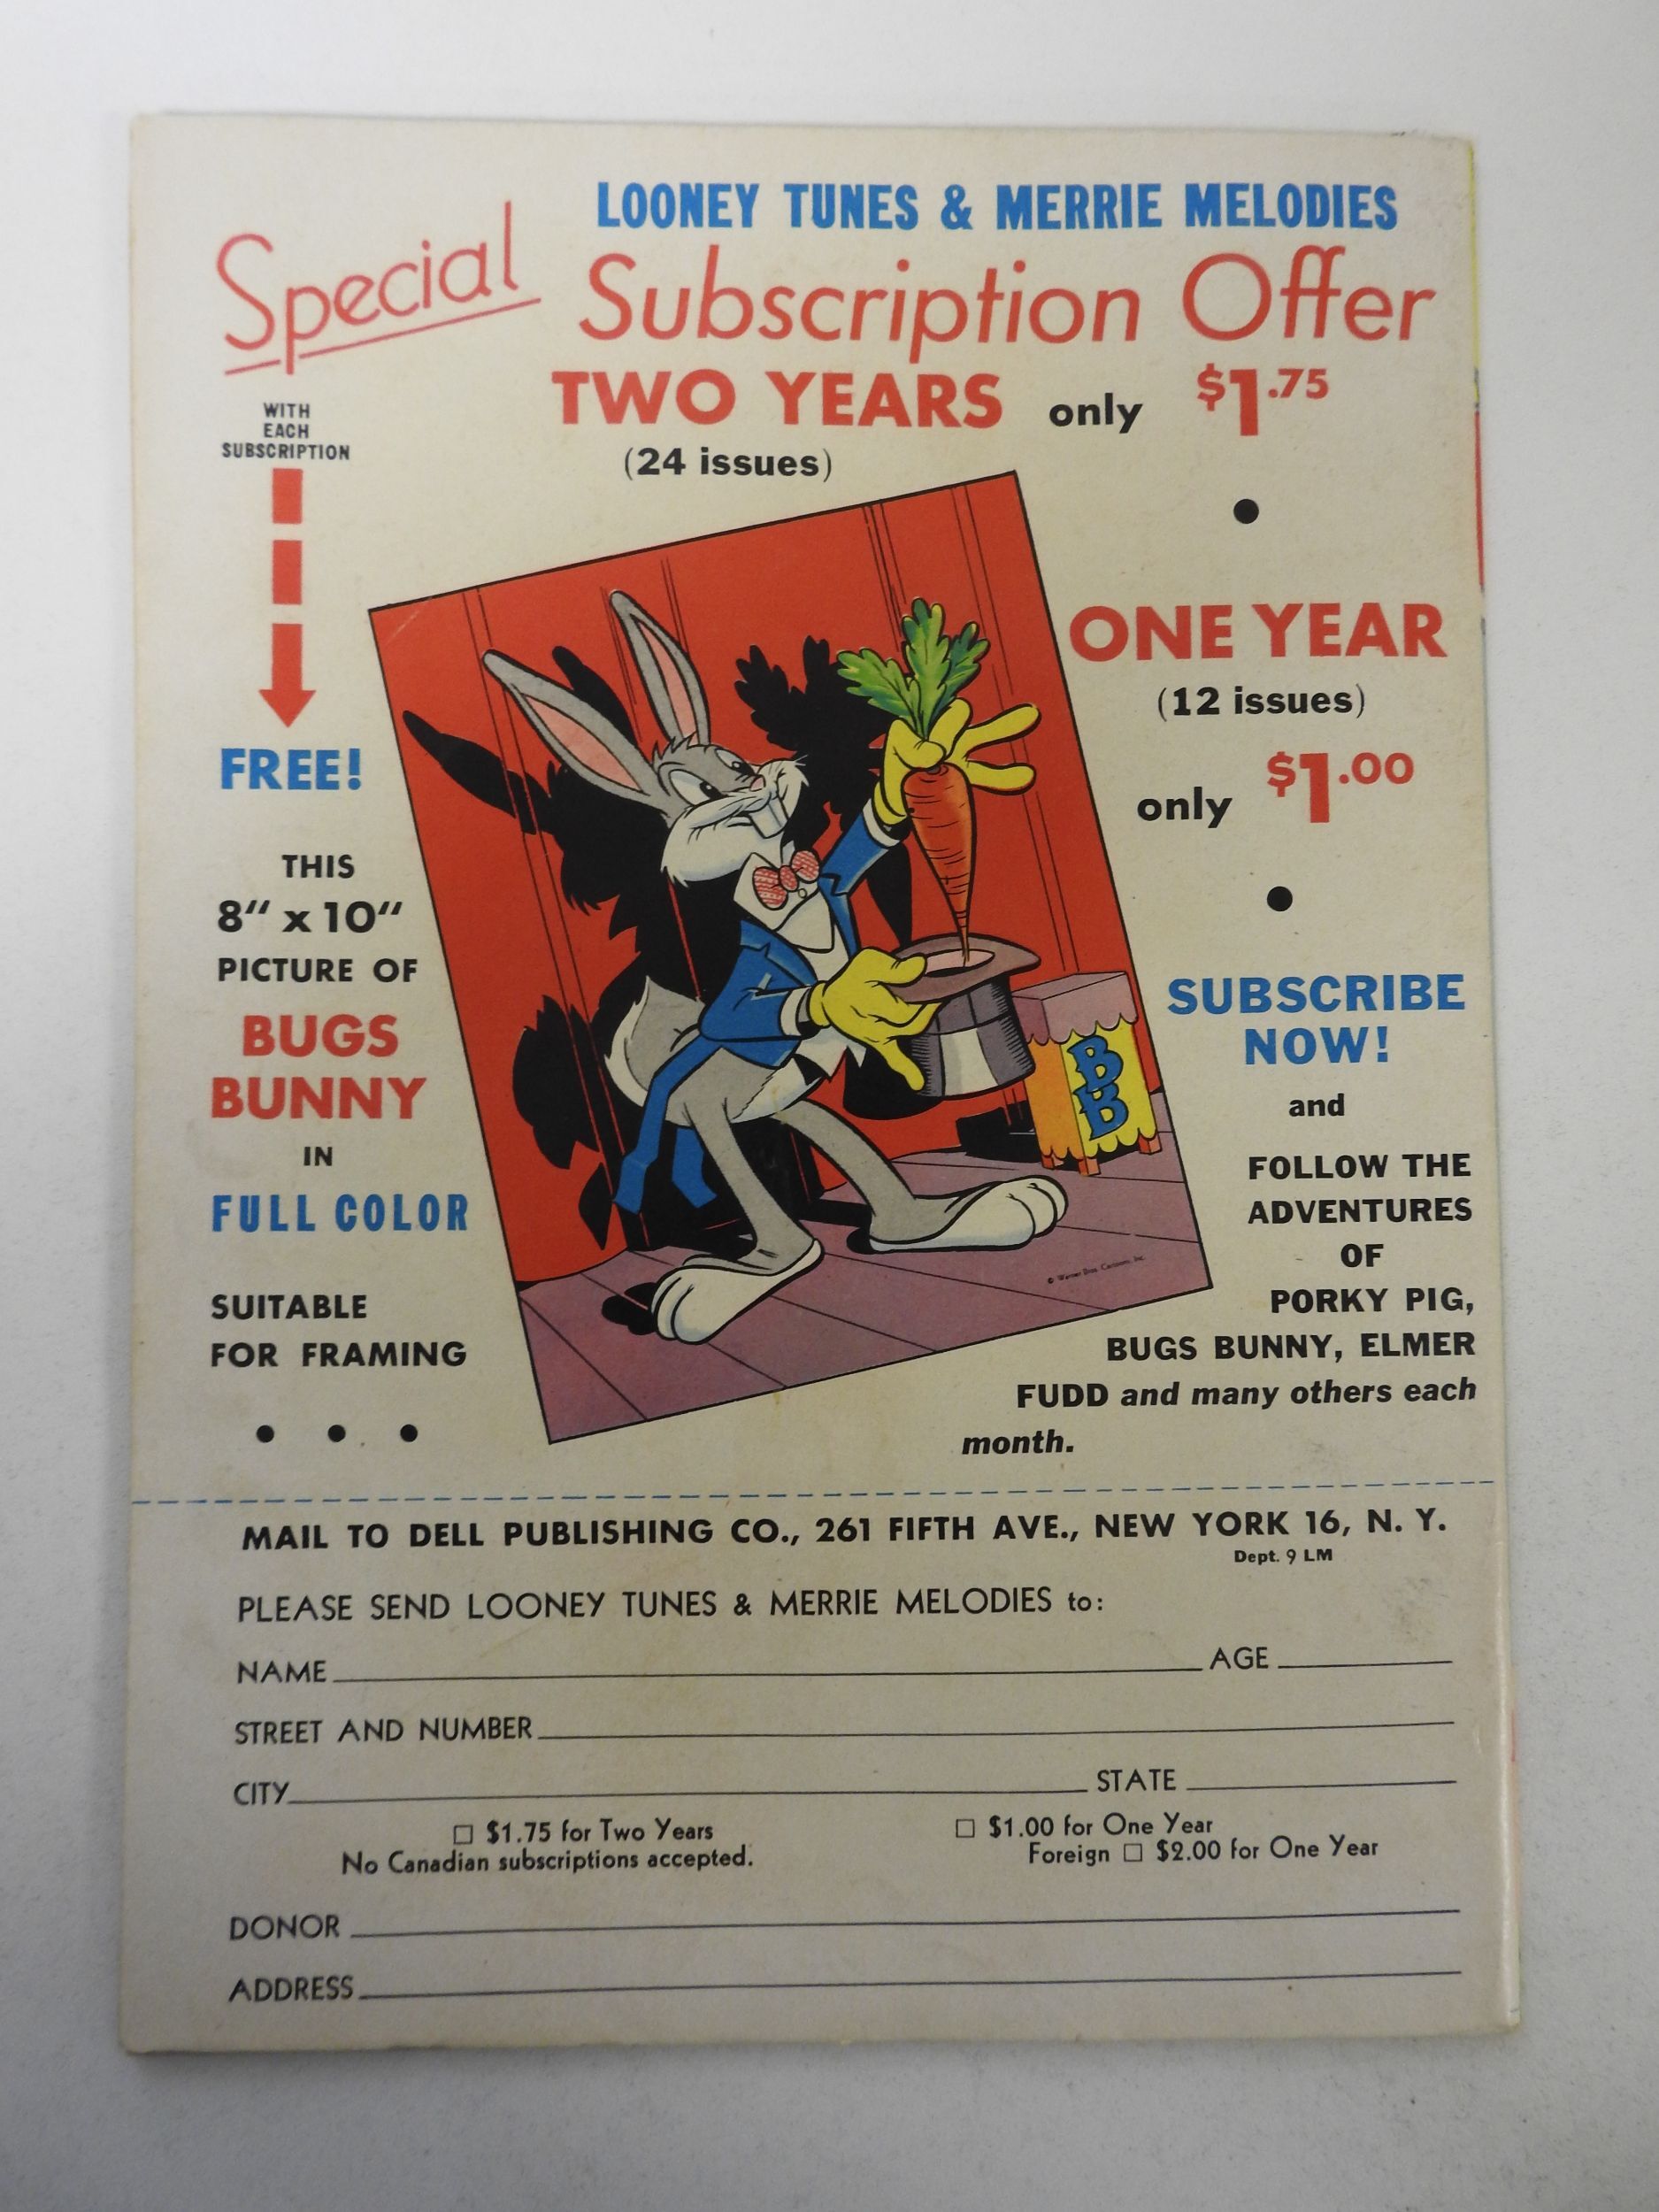 LOONEY TUNES & MERRIE MELODIES
Special Subscription Offer
TWO YEARS only $1.75
(24 issues)
WITH
EACH
SUBSCRIPTION
FREE!
THIS
8“ x 10“
PICTURE OF
BUGS
BUNNY
IN
FULL COLOR
SUITABLE
FOR FRAMING
ONE YEAR
(12 issues)
only $1.00
SUBSCRIBE
NOW!
and
FOLLOW THE
ADVENTURES
OF
PORKY PIG,
BUGS BUNNY, ELMER
FUDD and many others each
month.
B
B
© Warner Bros. Cartoons, Inc.
MAIL TO DELL PUBLISHING CO., 261 FIFTH AVE., NEW YORK 16, N. Y.
Dept. 9 LM
PLEASE SEND LOONEY TUNES & MERRIE MELODIES to:
NAME AGE
STREET AND NUMBER
CITY STATE
$1.75 for Two Years $1.00 for One Year
No Canadian subscriptions accepted. Foreign $2.00 for One Year
DONOR
ADDRESS